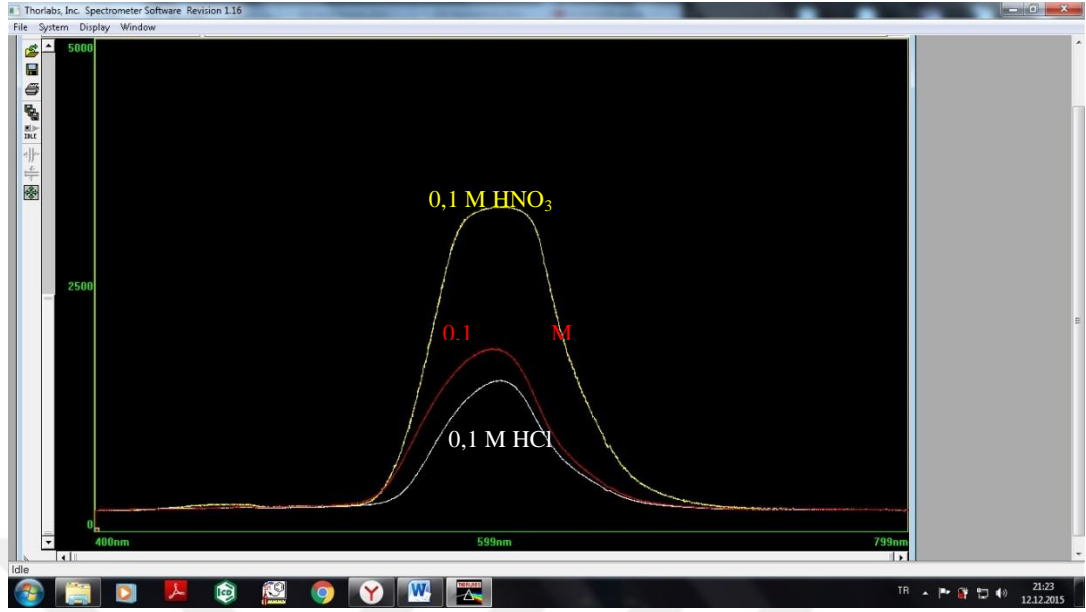 Thorlabs, Inc. Spectrometer Software Revision 1.16
File System Display Window
5000
IDLE
0,1 M HNO₃
2500
0,1 M
0,1 M HCl
0
400nm 599nm 799nm
Idle
TR 21:23
12.12.2015